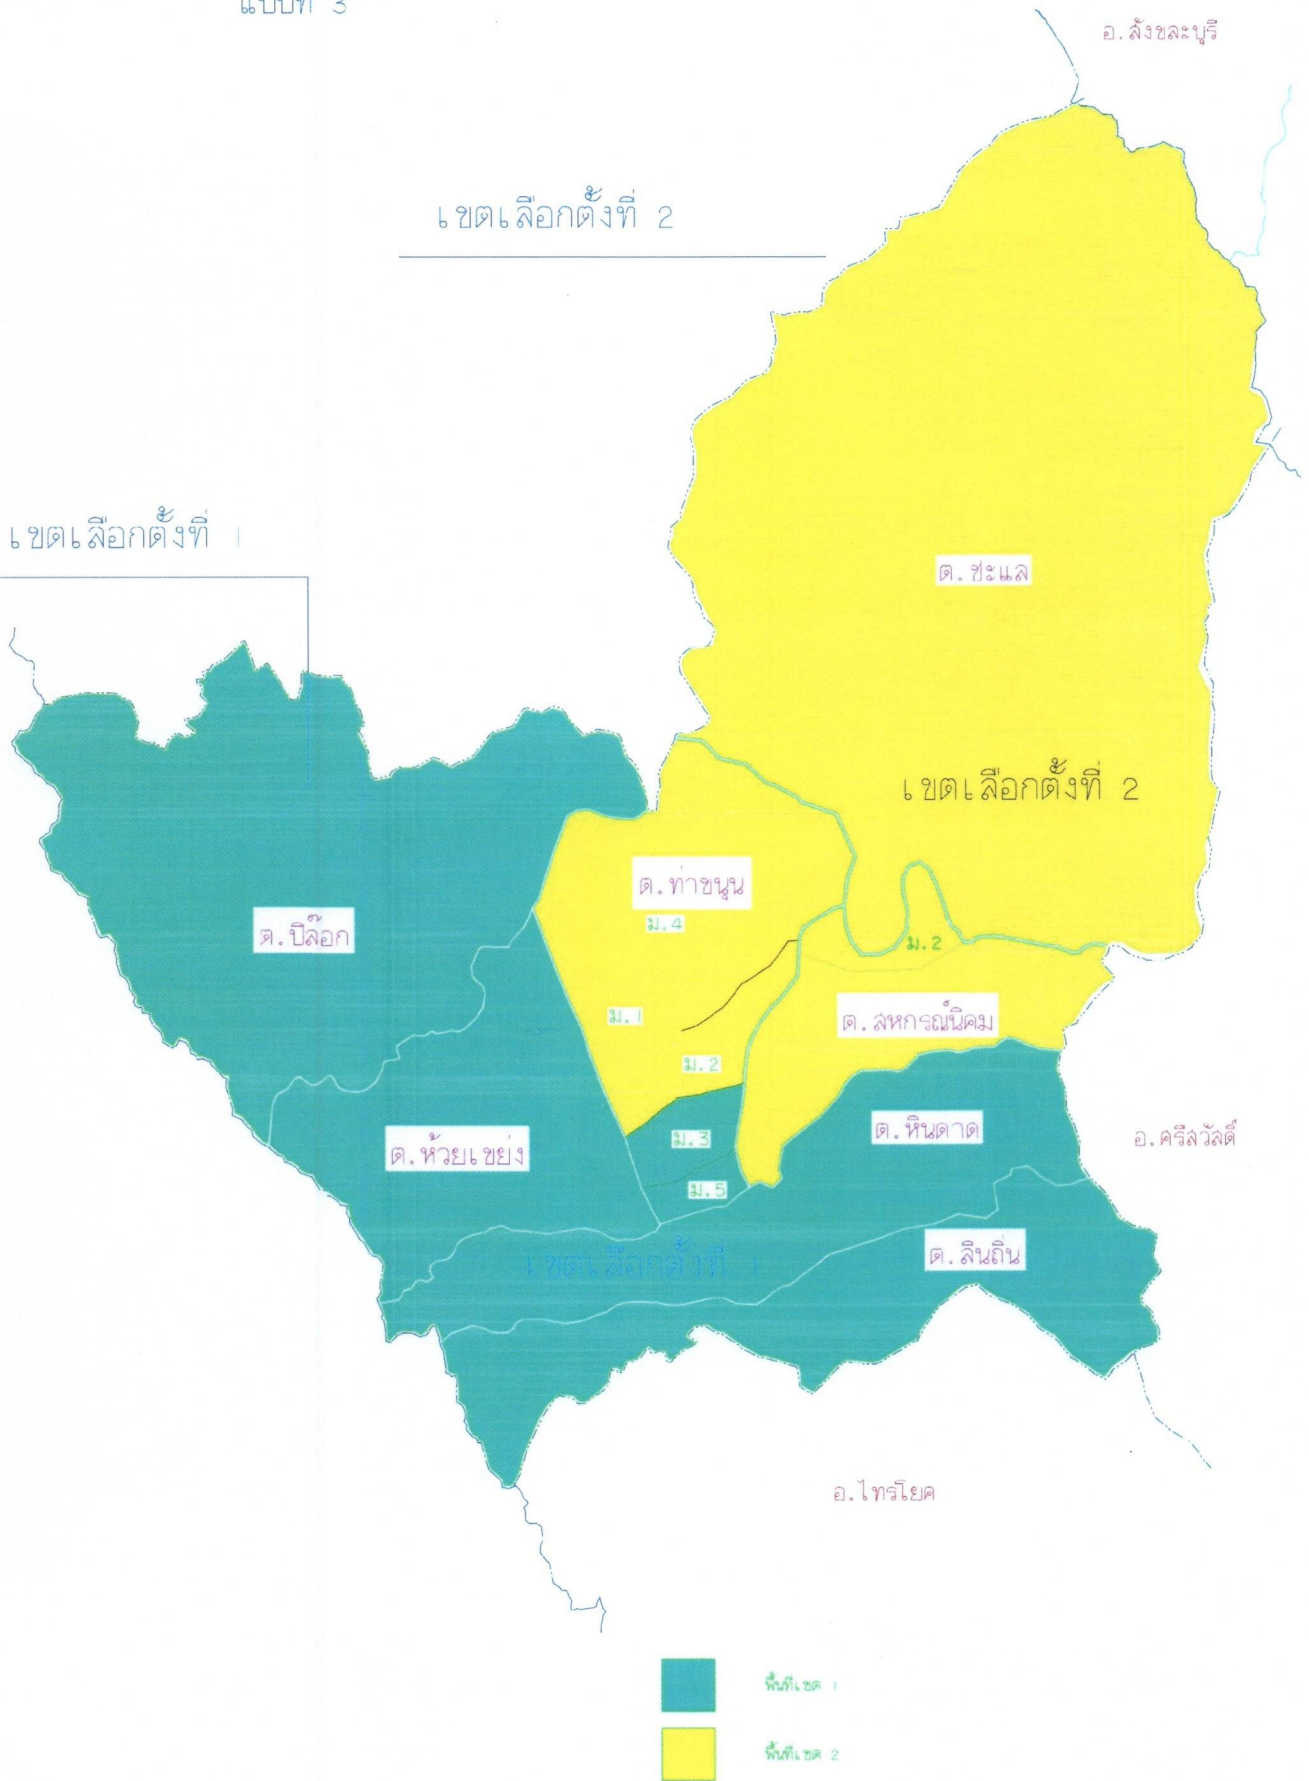 แบบที่ 3
อ.สังขละบุรี
เขตเลือกตั้งที่ 2
เขตเลือกตั้งที่ 1
ต.ชะแล
เขตเลือกตั้งที่ 2
ต.ท่าขนุน
ม.4
ต.ปิล๊อก
ม.2
ม.1
ต.สหกรณ์นิคม
ม.2
ต.หินดาด
ม.3
อ.ศรีสวัสดิ์
ต.ห้วยเขย่ง
ม.5
เขตเลือกตั้งที่ 1
ต.ลิ่นถิ่น
อ.ไทรโยค
พื้นที่เขต 1
พื้นที่เขต 2